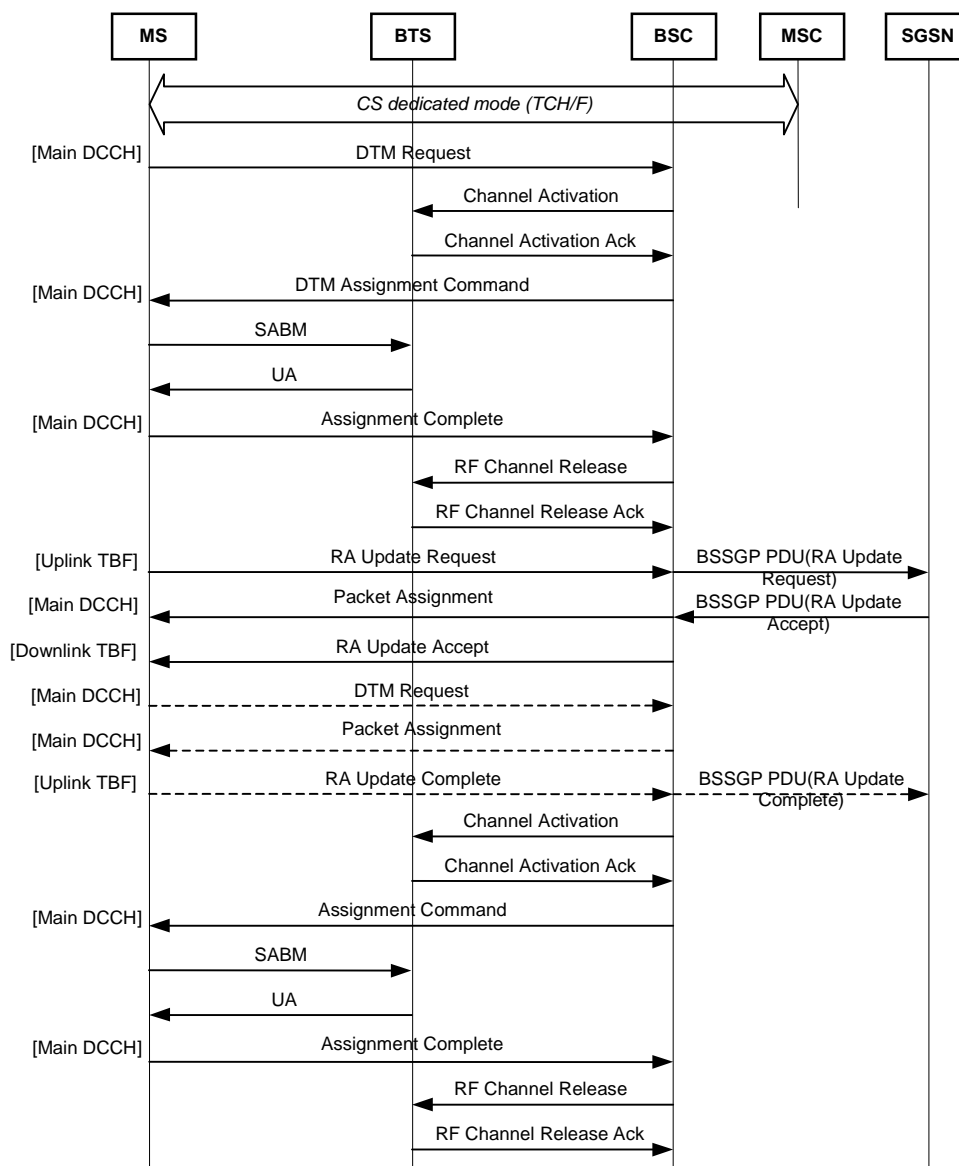 MS BTS BSC MSC SGSN
CS dedicated mode (TCH/F)
[Main DCCH] DTM Request
Channel Activation
Channel Activation Ack
[Main DCCH] DTM Assignment Command
SABM
UA
[Main DCCH] Assignment Complete
RF Channel Release
RF Channel Release Ack
[Uplink TBF] RA Update Request BSSGP PDU(RA Update
Request)
[Main DCCH] Packet Assignment BSSGP PDU(RA Update
Accept)
[Downlink TBF] RA Update Accept
[Main DCCH] DTM Request
[Main DCCH] Packet Assignment
[Uplink TBF] RA Update Complete BSSGP PDU(RA Update
Complete)
Channel Activation
Channel Activation Ack
[Main DCCH] Assignment Command
SABM
UA
[Main DCCH] Assignment Complete
RF Channel Release
RF Channel Release Ack